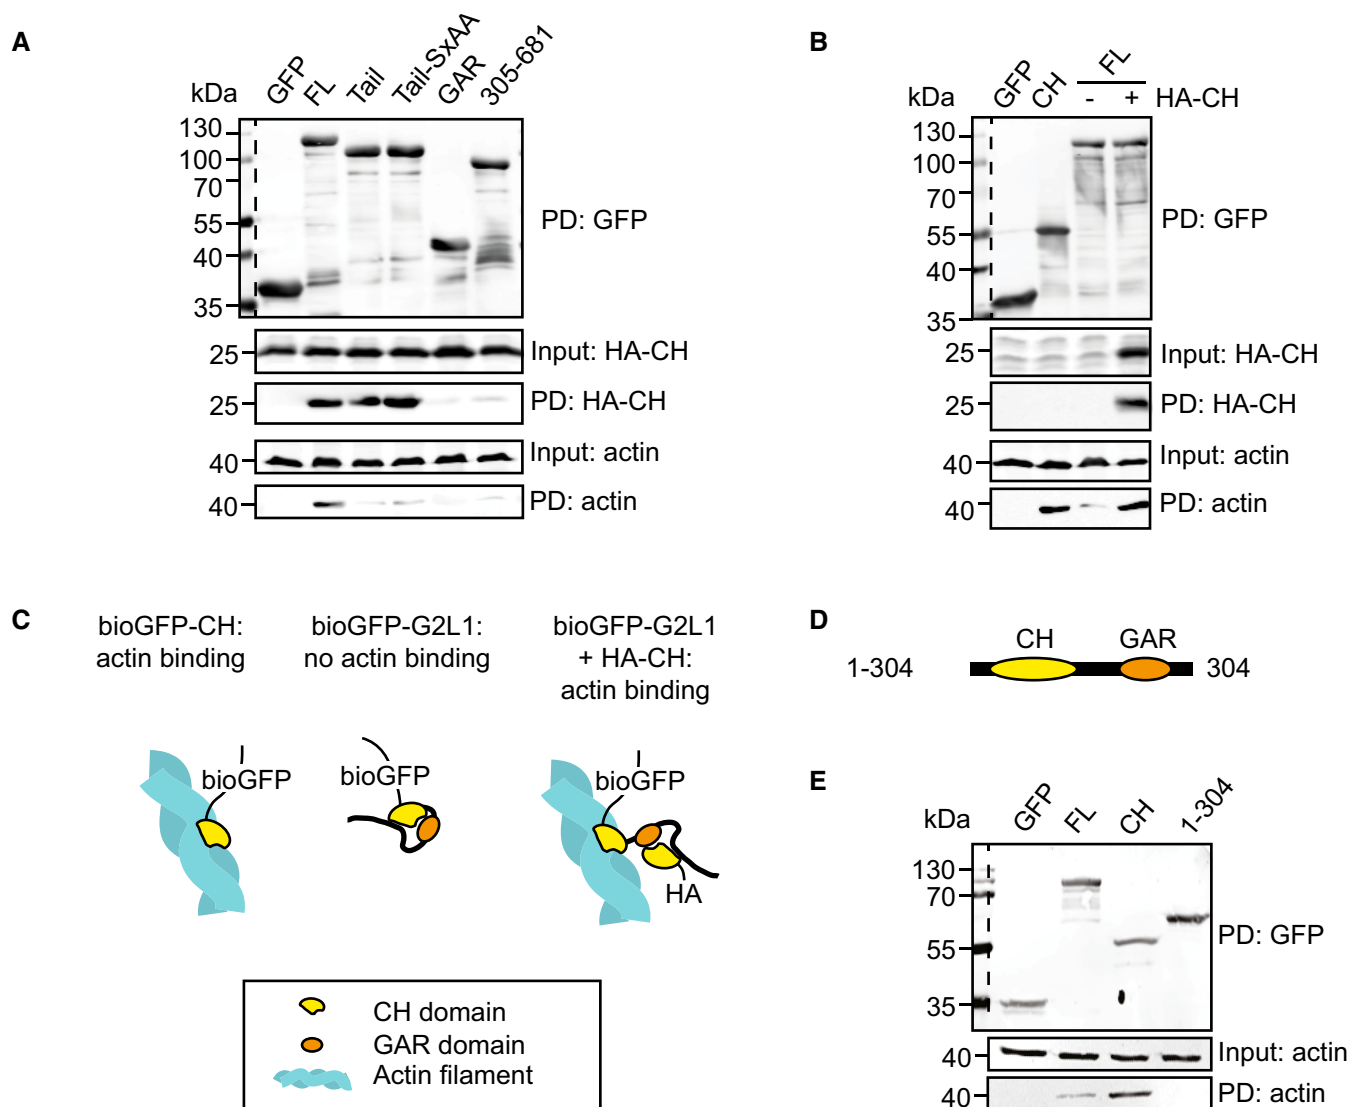 A
kDa GFP FL Tail Tail-SxAA GAR 305-681
130
100
70
55
40
35
PD: GFP
25 Input: HA-CH
25 PD: HA-CH
40 Input: actin
40 PD: actin
B
FL
kDa GFP CH - + HA-CH
130
100
70
55
40
35
PD: GFP
25 Input: HA-CH
25 PD: HA-CH
40 Input: actin
40 PD: actin
C
bioGFP-CH:
actin binding
bioGFP-G2L1:
no actin binding
bioGFP-G2L1
+ HA-CH:
actin binding
bioGFP
bioGFP
bioGFP
HA
CH domain
GAR domain
Actin filament
D
CH GAR
1-304 304
E
kDa GFP FL CH 1-304
130
70
55
35
PD: GFP
40 Input: actin
40 PD: actin